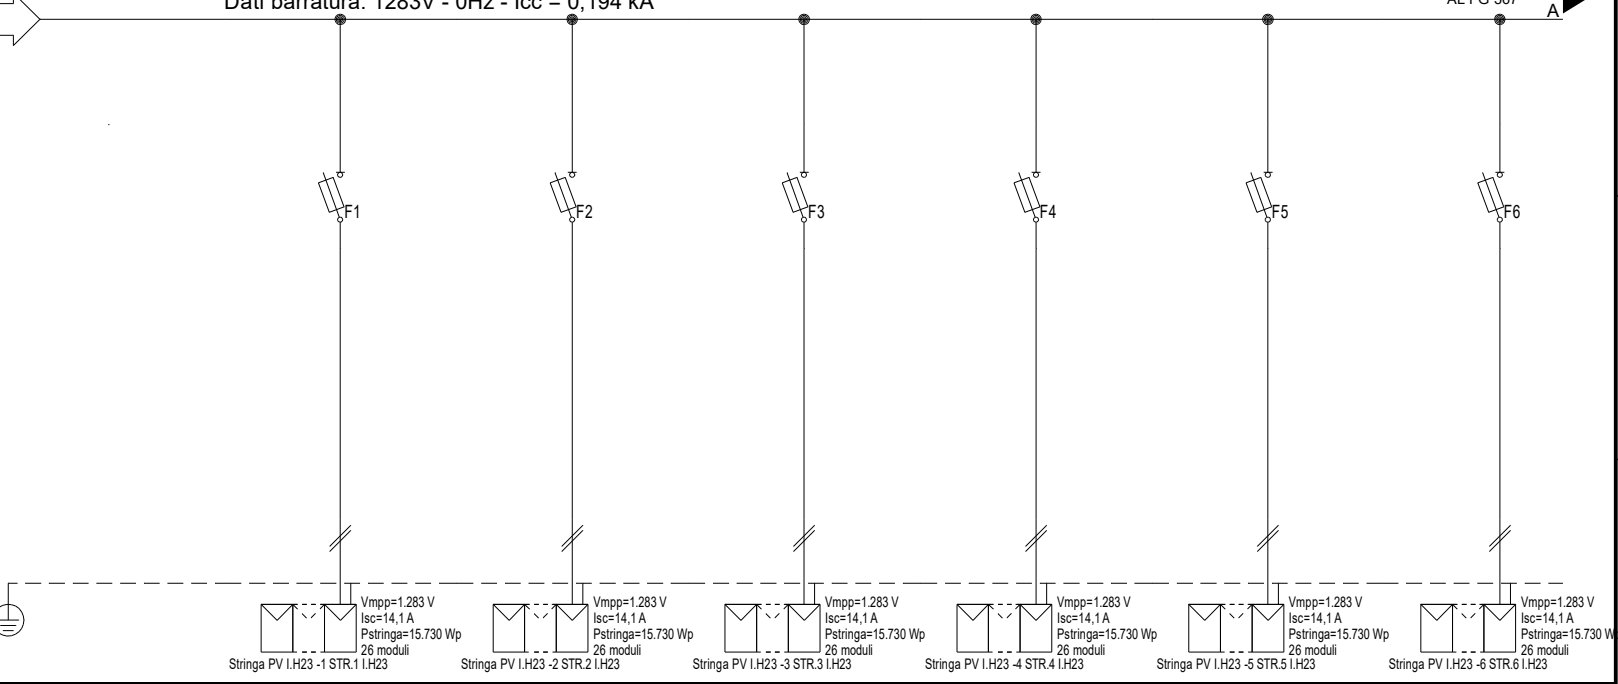 Dati barratura: 1283V - 0Hz - Icc = 0,194 kA
A
F1
F2
F3
F4
F5
F6
Vmpp=1.283 V
Isc=14,1 A
Pstringa=15.730 Wp
26 moduli
Stringa PV I.H23 -1 STR.1 I.H23
Vmpp=1.283 V
Isc=14,1 A
Pstringa=15.730 Wp
26 moduli
Stringa PV I.H23 -2 STR.2 I.H23
Vmpp=1.283 V
Isc=14,1 A
Pstringa=15.730 Wp
26 moduli
Stringa PV I.H23 -3 STR.3 I.H23
Vmpp=1.283 V
Isc=14,1 A
Pstringa=15.730 Wp
26 moduli
Stringa PV I.H23 -4 STR.4 I.H23
Vmpp=1.283 V
Isc=14,1 A
Pstringa=15.730 Wp
26 moduli
Stringa PV I.H23 -5 STR.5 I.H23
Vmpp=1.283 V
Isc=14,1 A
Pstringa=15.730 W
26 moduli
Stringa PV I.H23 -6 STR.6 I.H23